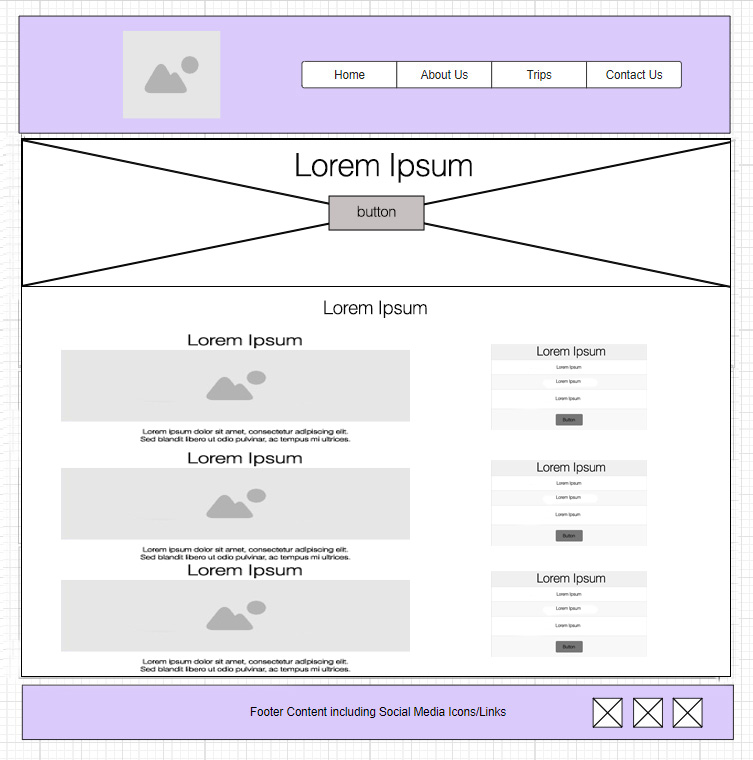 Home About Us Trips Contact Us
Lorem Ipsum
button
Lorem Ipsum
Lorem Ipsum
Lorem ipsum dolor sit amet, consectetur adipiscing elit.
Sed blandit libero ut odio pulvinar, ac tempus mi ultrices.
Lorem Ipsum
Lorem Ipsum
Lorem Ipsum
Lorem Ipsum
Button
Lorem Ipsum
Lorem ipsum dolor sit amet, consectetur adipiscing elit.
Sed blandit libero ut odio pulvinar, ac tempus mi ultrices.
Lorem Ipsum
Lorem Ipsum
Lorem Ipsum
Lorem Ipsum
Button
Lorem Ipsum
Lorem ipsum dolor sit amet, consectetur adipiscing elit.
Sed blandit libero ut odio pulvinar, ac tempus mi ultrices.
Lorem Ipsum
Lorem Ipsum
Lorem Ipsum
Lorem Ipsum
Button
Footer Content including Social Media Icons/Links